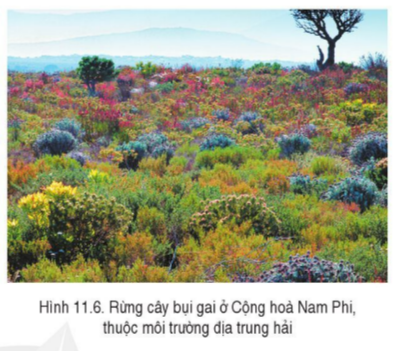 Hình 11.6. Rừng cây bụi gai ở Cộng hoà Nam Phi,
thuộc môi trường địa trung hải